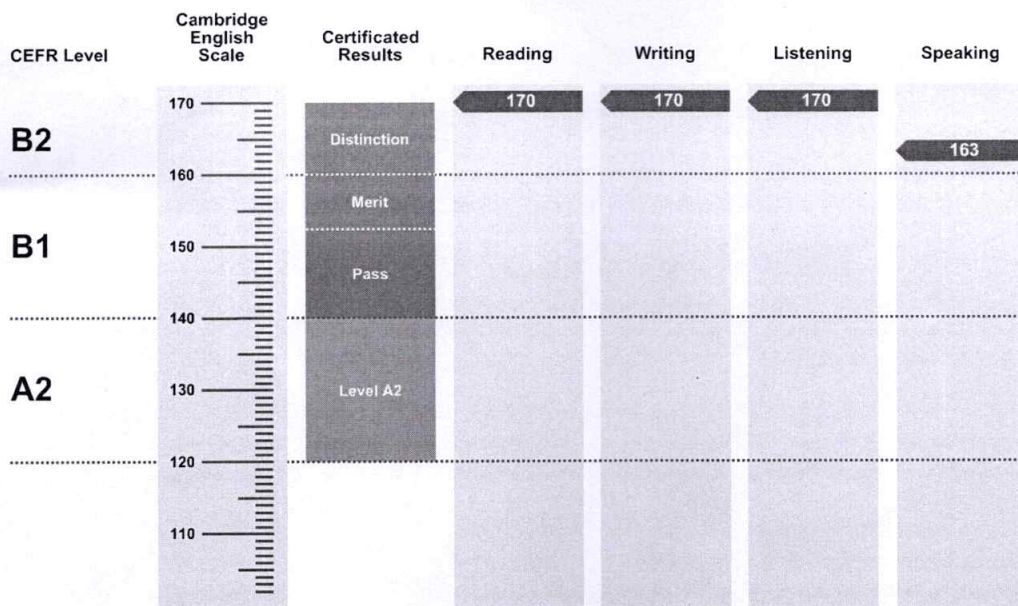 CEFR Level
Cambridge
English
Scale
Certificated
Results
Reading
Writing
Listening
Speaking
170
170
170
170
B2
Distinction
163
160
Merit
B1
150
Pass
140
A2
130
Level A2
120
110